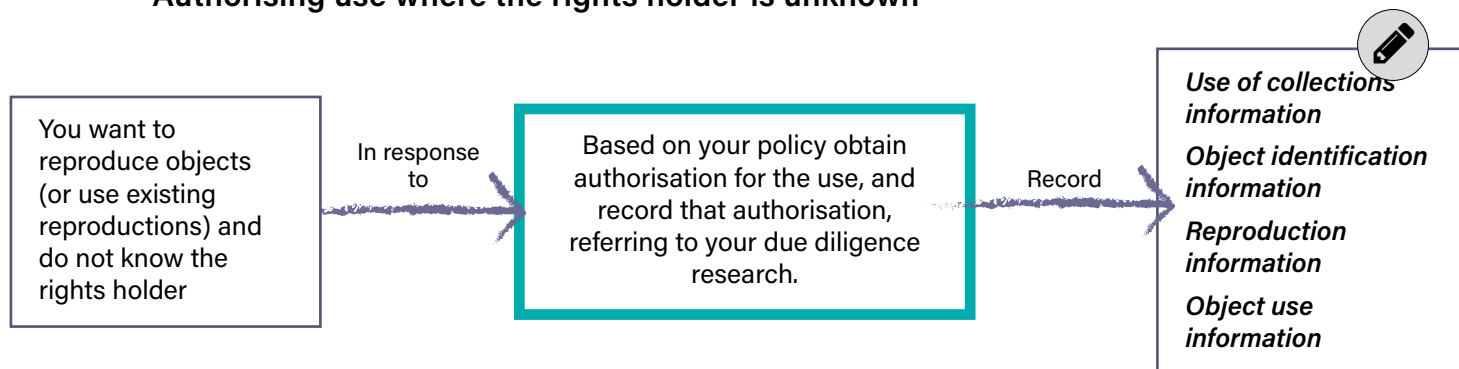 Authorising use where the rights holder is unknown
You want to
reproduce objects
(or use existing
reproductions) and
do not know the
rights holder
In response
to
Based on your policy obtain
authorisation for the use, and
record that authorisation,
referring to your due diligence
research.
Record
Use of collections
information
Object identification
information
Reproduction
information
Object use
information